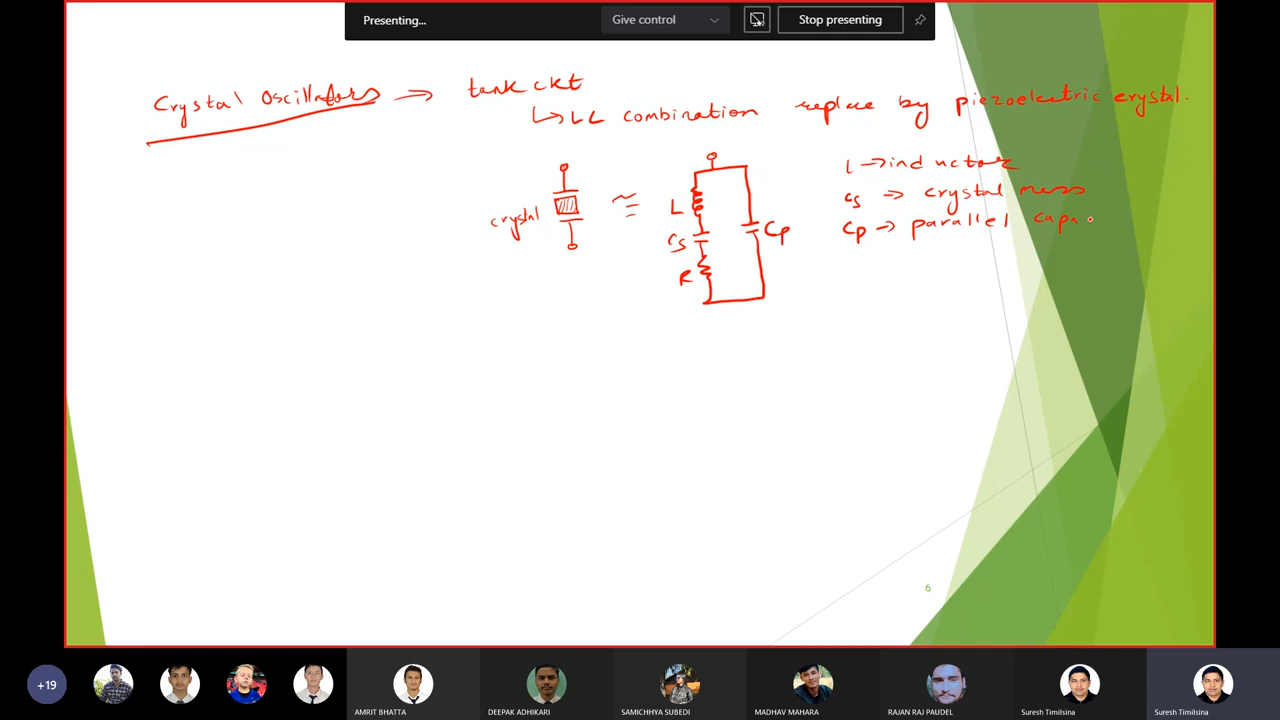 Presenting...
Give control
Stop presenting
Crystal Oscillators → tank ckt
↳ LC combination replace by piezoelectric crystal.
L → inductor
Cs → crystal mess
Cp → parallel capa
crystal
≅
L
Cs
R
Cp
6
+19
AMRIT BHATTA
DEEPAK ADHIKARI
SAMICHHYA SUBEDI
MADHAV MAHARA
RAJAN RAJ PAUDEL
Suresh Timilsina
Suresh Timilsina